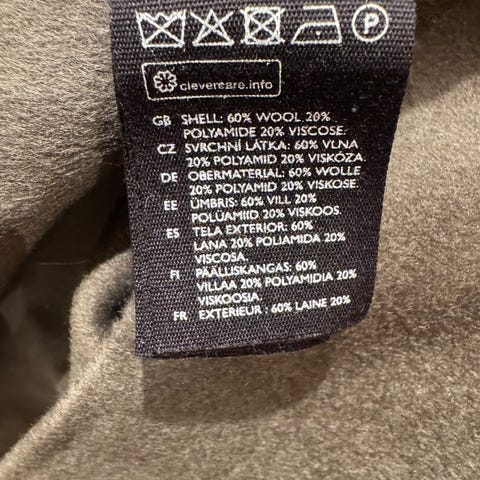 P
clevercare.info
GB SHELL: 60% WOOL 20%
POLYAMIDE 20% VISCOSE.
CZ SVRCHNÍ LÁTKA: 60% VLNA
20% POLYAMID 20% VISKÓZA.
DE OBERMATERIAL: 60% WOLLE
20% POLYAMID 20% VISKOSE.
EE ÜMBRIS: 60% VILL 20%
POLÜAMIID 20% VISKOOS.
ES TELA EXTERIOR: 60%
LANA 20% POLIAMIDA 20%
VISCOSA.
FI PÄÄLLISKANGAS: 60%
VILLAA 20% POLYAMIDIA 20%
VISKOOSIA.
FR EXTERIEUR : 60% LAINE 20%